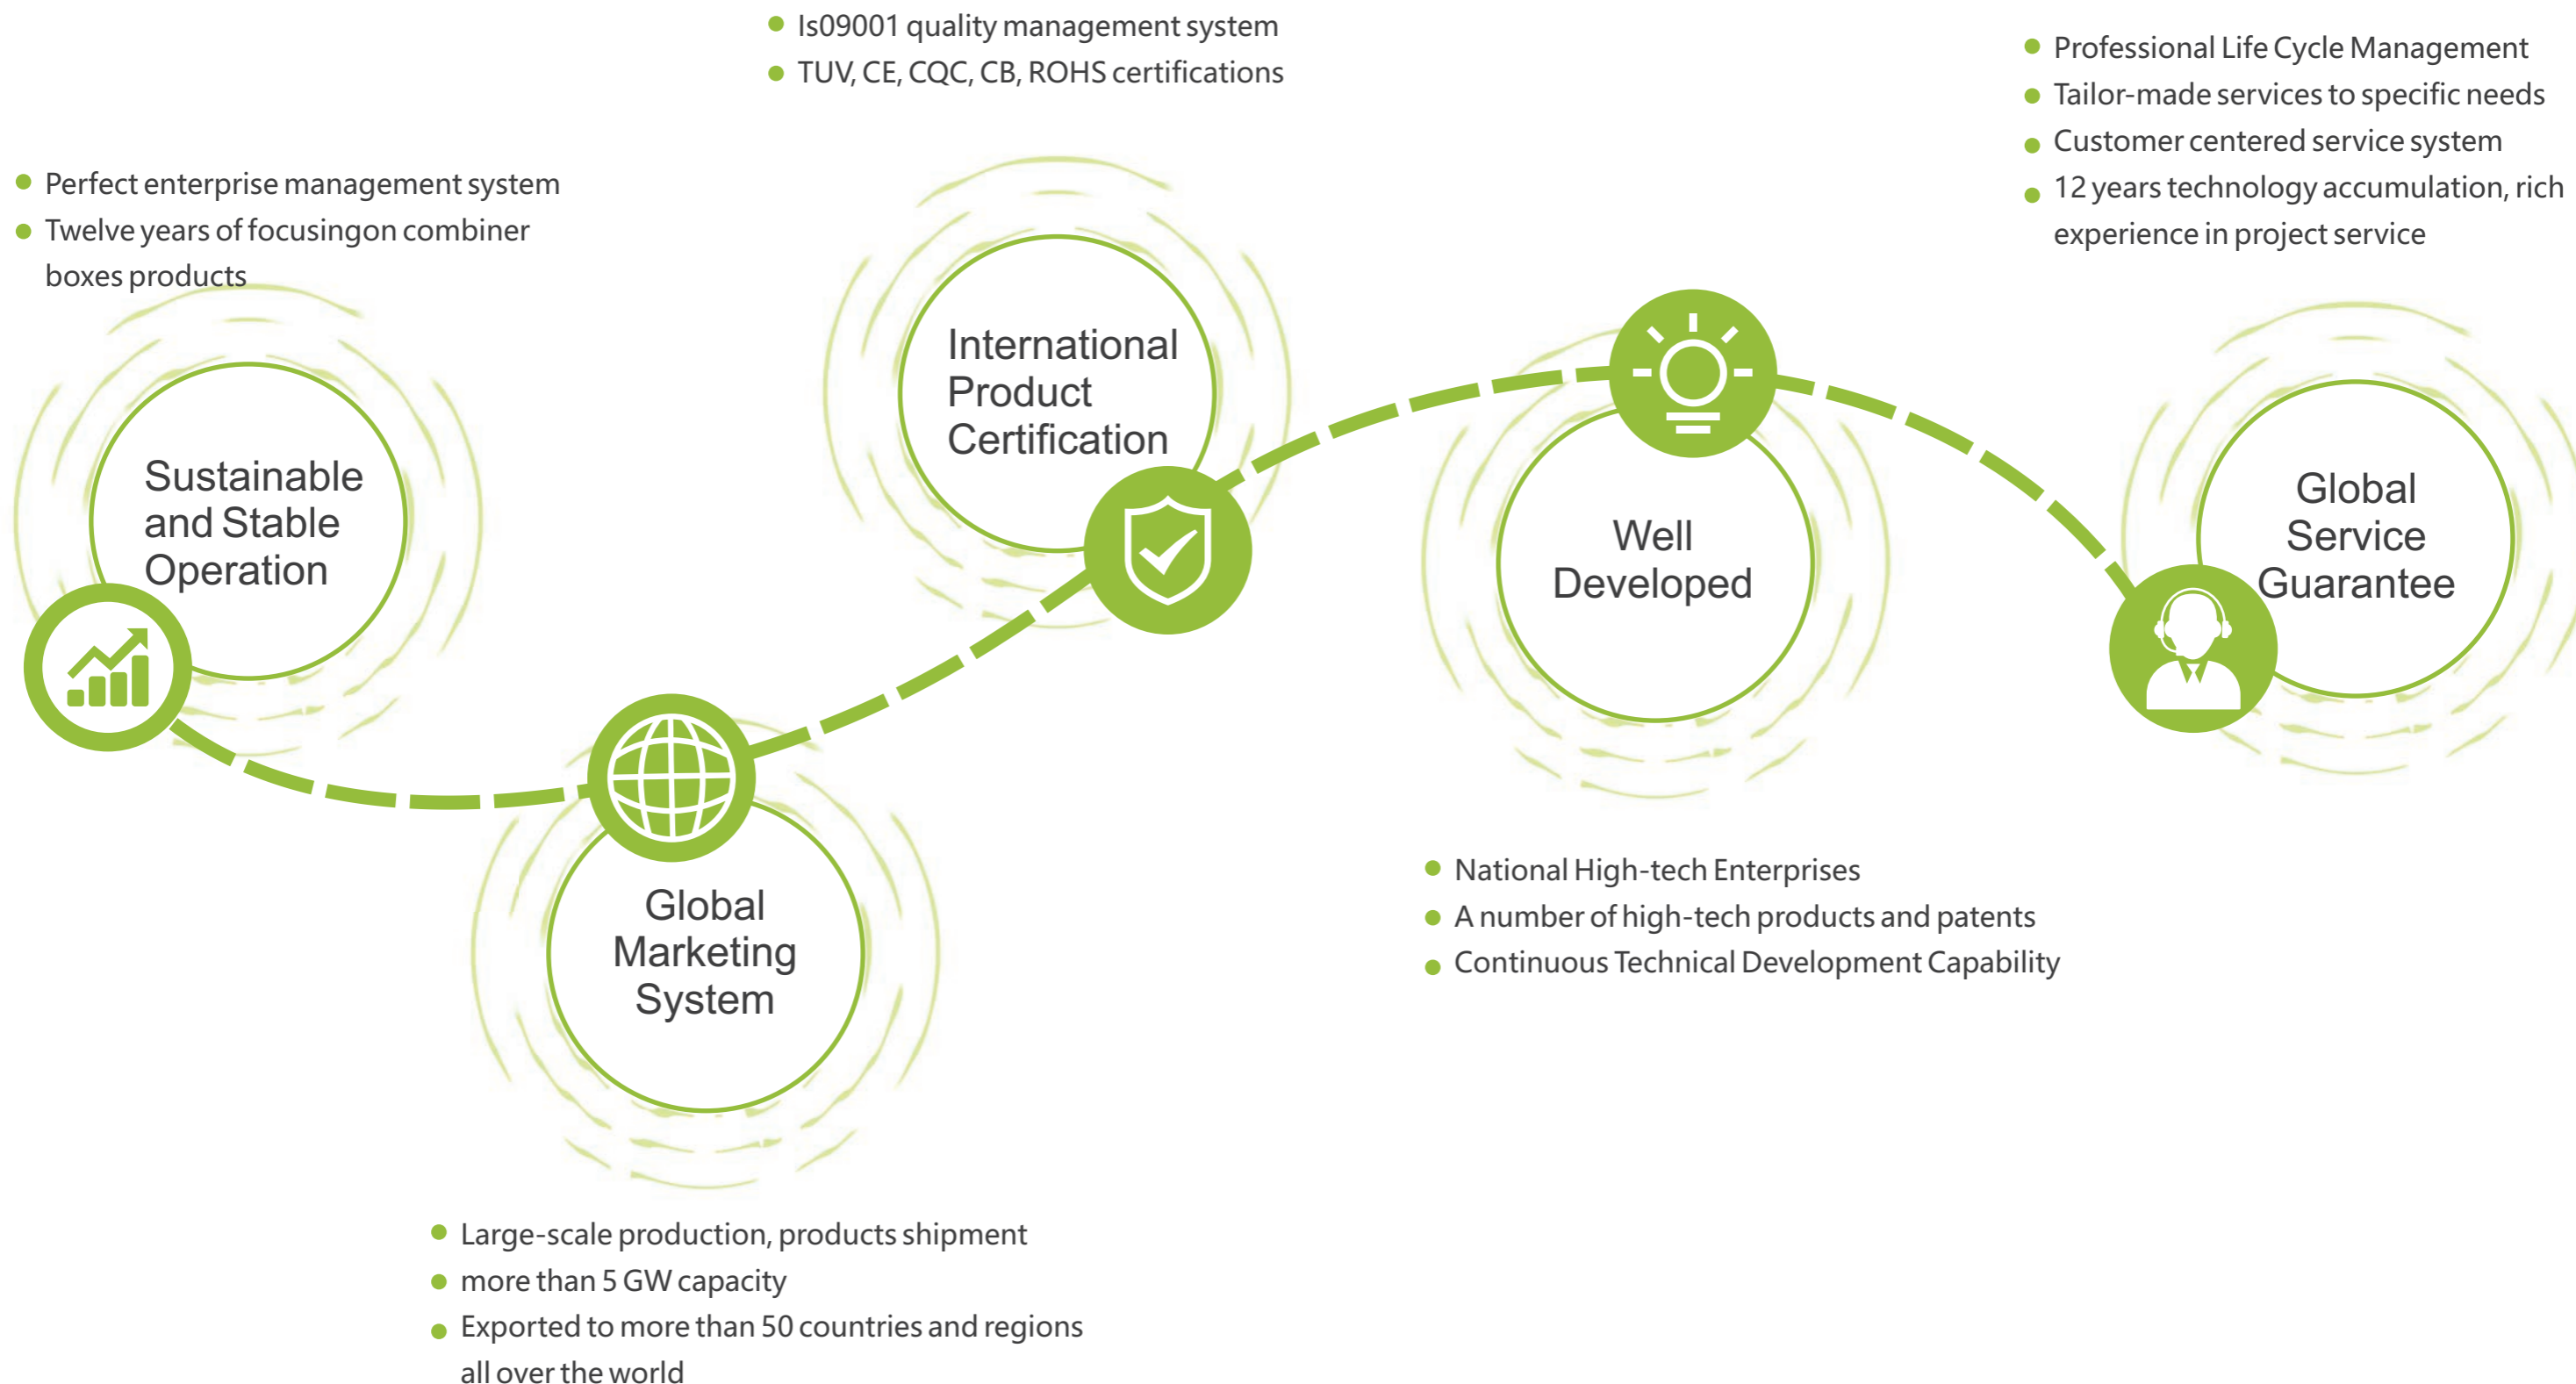 Perfect enterprise management system
Twelve years of focusingon combiner
boxes products
Sustainable
and Stable
Operation
Global
Marketing
System
Large-scale production, products shipment
more than 5 GW capacity
Exported to more than 50 countries and regions
all over the world
Is09001 quality management system
TUV, CE, CQC, CB, ROHS certifications
International
Product
Certification
Well
Developed
National High-tech Enterprises
A number of high-tech products and patents
Continuous Technical Development Capability
Professional Life Cycle Management
Tailor-made services to specific needs
Customer centered service system
12 years technology accumulation, rich
experience in project service
Global
Service
Guarantee